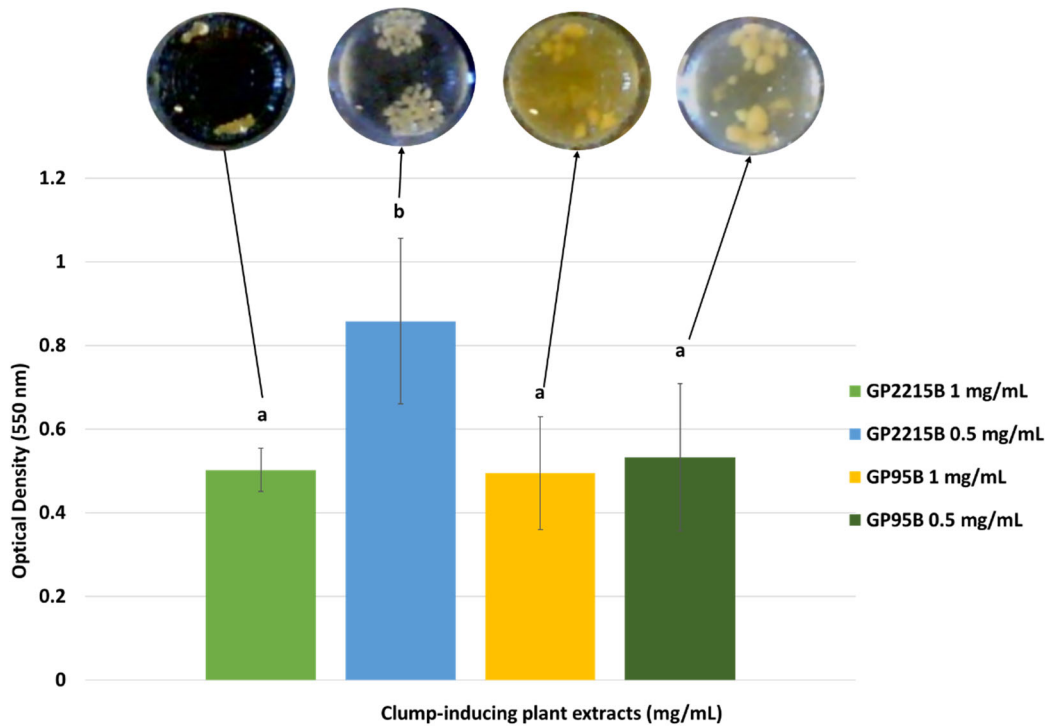 1.2
b
1
0.8
a
a
a
0.6
0.4
0.2
0
Optical Density (550 nm)
Clump-inducing plant extracts (mg/mL)
GP2215B 1 mg/mL
GP2215B 0.5 mg/mL
GP95B 1 mg/mL
GP95B 0.5 mg/mL